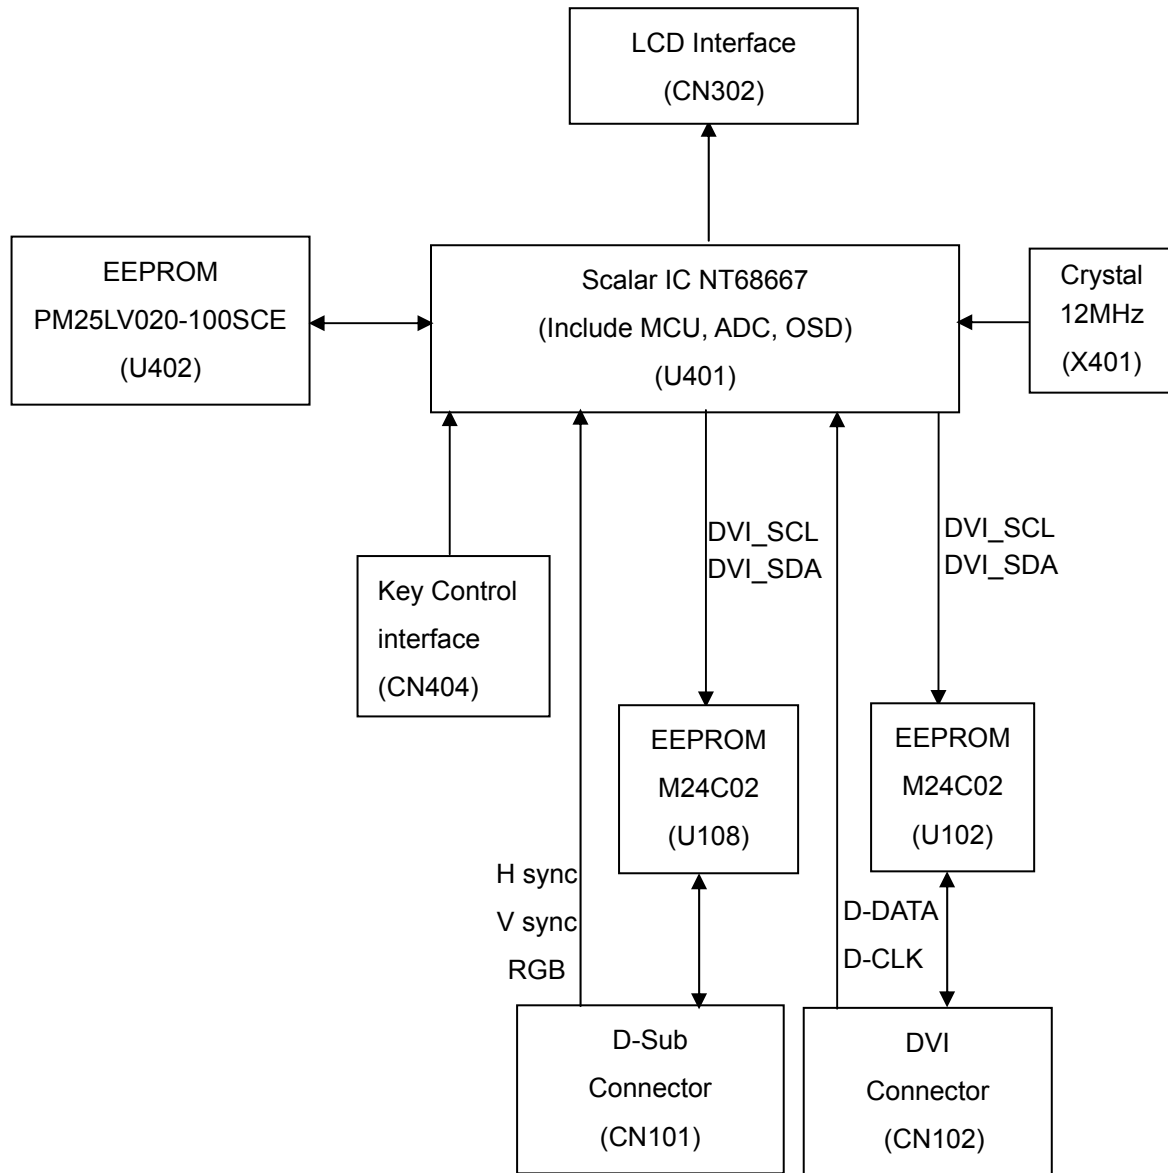 LCD Interface
(CN302)
EEPROM
PM25LV020-100SCE
(U402)
Scalar IC NT68667
(Include MCU, ADC, OSD)
(U401)
Crystal
12MHz
(X401)
Key Control
interface
(CN404)
DVI_SCL
DVI_SDA
DVI_SCL
DVI_SDA
EEPROM
M24C02
(U108)
EEPROM
M24C02
(U102)
H sync
V sync
RGB
D-DATA
D-CLK
D-Sub
Connector
(CN101)
DVI
Connector
(CN102)